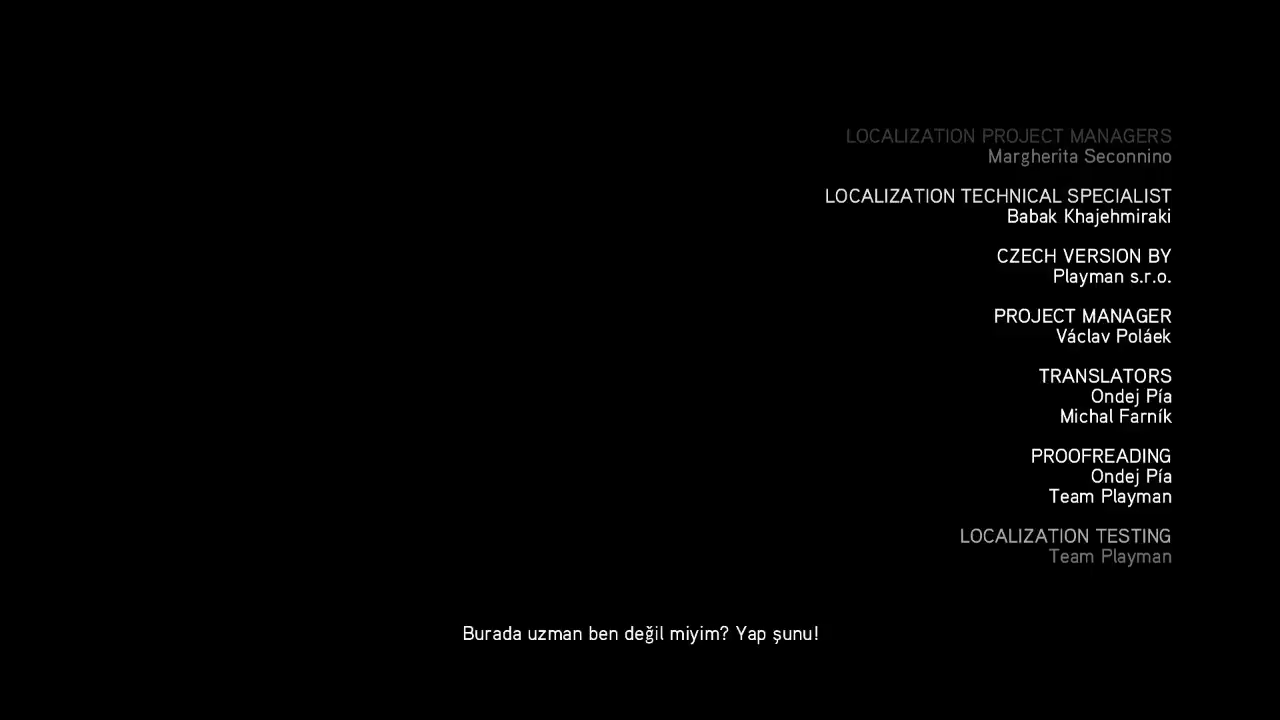 LOCALIZATION PROJECT MANAGERS
Margherita Seconnino
LOCALIZATION TECHNICAL SPECIALIST
Babak Khajehmiraki
CZECH VERSION BY
Playman s.r.o.
PROJECT MANAGER
Václav Poláek
TRANSLATORS
Ondej Pía
Michal Farník
PROOFREADING
Ondej Pía
Team Playman
LOCALIZATION TESTING
Team Playman
Burada uzman ben değil miyim? Yap şunu!